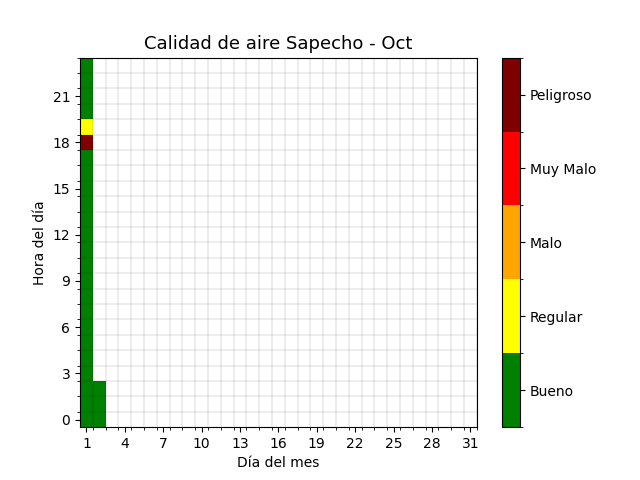 Calidad de aire Sapecho - Oct
Hora del día
21
18
15
12
9
6
3
0
1 4 7 10 13 16 19 22 25 28 31
Día del mes
Peligroso
Muy Malo
Malo
Regular
Bueno